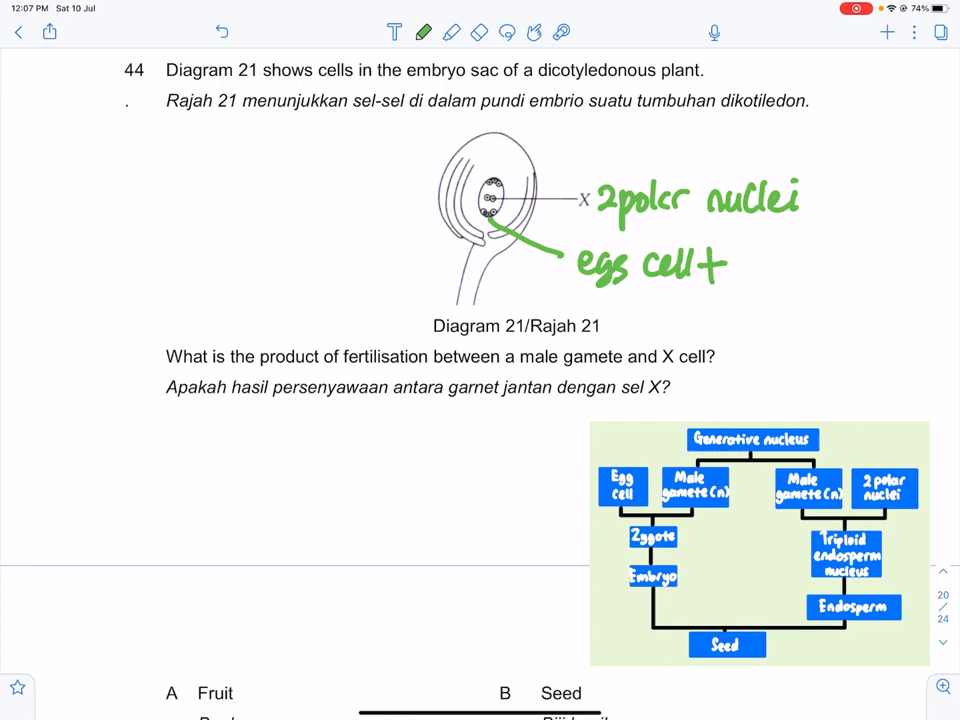 12:07 PM Sat 10 Jul
74%
44 Diagram 21 shows cells in the embryo sac of a dicotyledonous plant.
. Rajah 21 menunjukkan sel-sel di dalam pundi embrio suatu tumbuhan dikotiledon.
X 2 polar nuclei
egg cell +
Diagram 21/Rajah 21
What is the product of fertilisation between a male gamete and X cell?
Apakah hasil persenyawaan antara garnet jantan dengan sel X?
Generative nucleus
Egg cell
Male gamete (n)
Male gamete (n)
2 polar nuclei
Zygote
Triploid endosperm nucleus
Embryo
Endosperm
Seed
20
/
24
A Fruit
B Seed